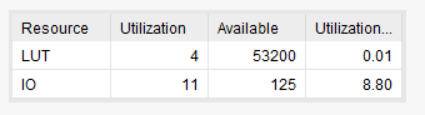 Resource Utilization Available Utilization...
LUT 4 53200 0.01
IO 11 125 8.80